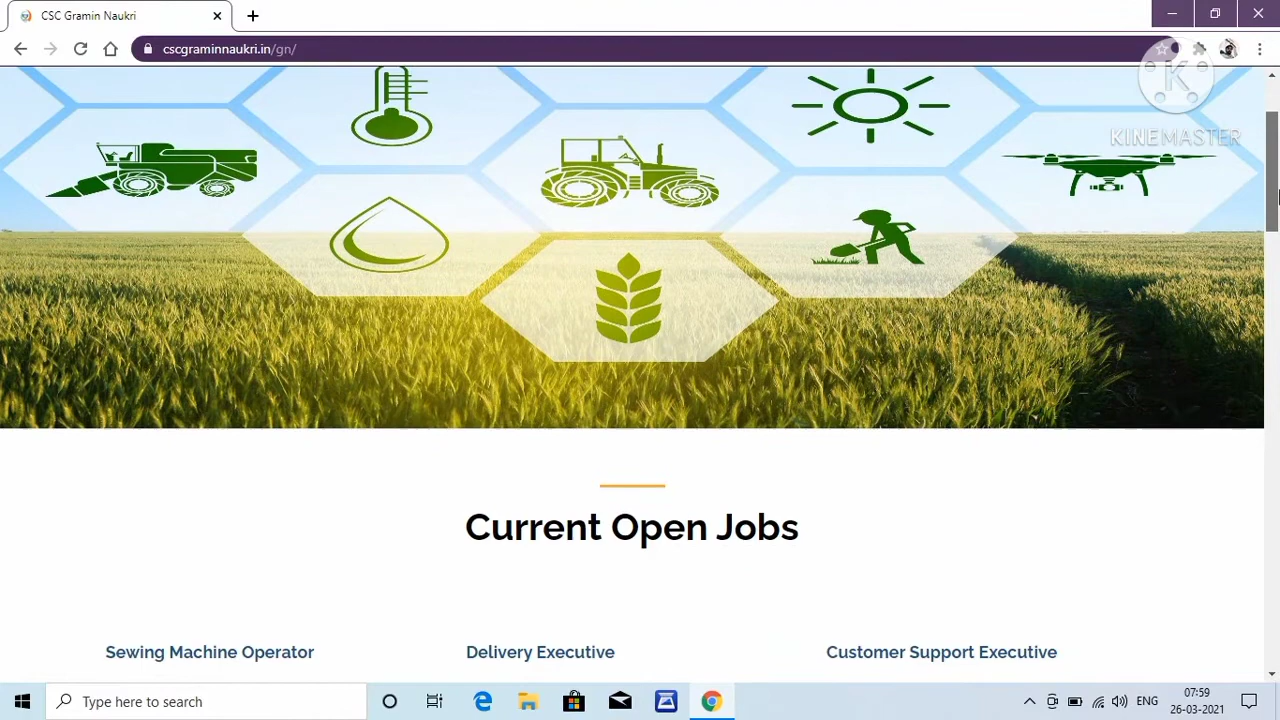 CSC Gramin Naukri
cscgraminnaukri.in/gn/
K
KINEMASTER
Current Open Jobs
Sewing Machine Operator
Delivery Executive
Customer Support Executive
Type here to search
ENG
07:59
26-03-2021